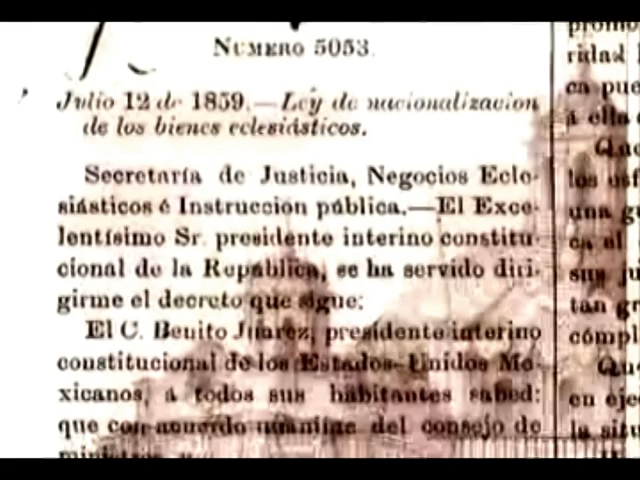 NUMERO 5053.
Julio 12 de 1859.—Ley de nacionalizacion
de los bienes eclesiásticos.
Secretaría de Justicia, Negocios Ecle-
siásticos é Instruccion pública.—El Exce-
lentísimo Sr. presidente interino constitu-
cional de la República, se ha servido diri-
girme el decreto que sigue:
El C. Benito Juarez, presidente interino
constitucional de los Estados-Unidos Me-
xicanos, á todos sus habitantes sabed:
que con acuerdo unánime del consejo de
ministros
ridad
ca pue
á ella
Que
los
una gr
ca al
sus ju
tan gr
cómpl
Que
en eje
la situ